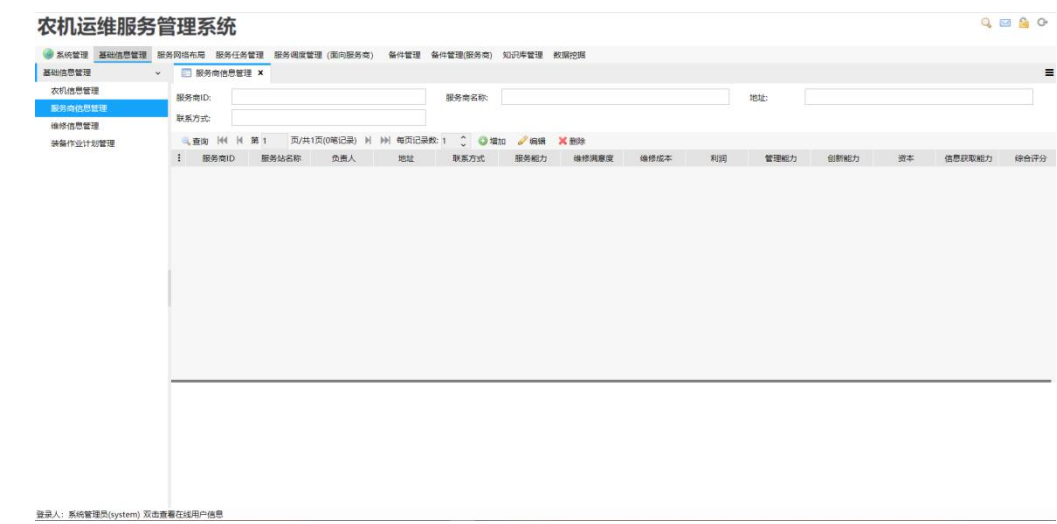 农机运维服务管理系统
系统管理 基础信息管理 服务网络布局 服务任务管理 服务调度管理 (面向服务商) 备件管理 备件管理(服务商) 知识库管理 数据挖掘
基础信息管理 服务商信息管理
农机信息管理
服务商信息管理
维修信息管理
装备作业计划管理
服务商ID: 服务商名称: 地址:
联系方式:
查询 第 1 页/共1页(0笔记录) 每页记录数: 1 增加 编辑 删除
服务商ID 服务站名称 负责人 地址 联系方式 服务能力 维修满意度 维修成本 利润 管理能力 创新能力 资本 信息获取能力 综合评分
登录人: 系统管理员(system) 双击查看在线用户信息